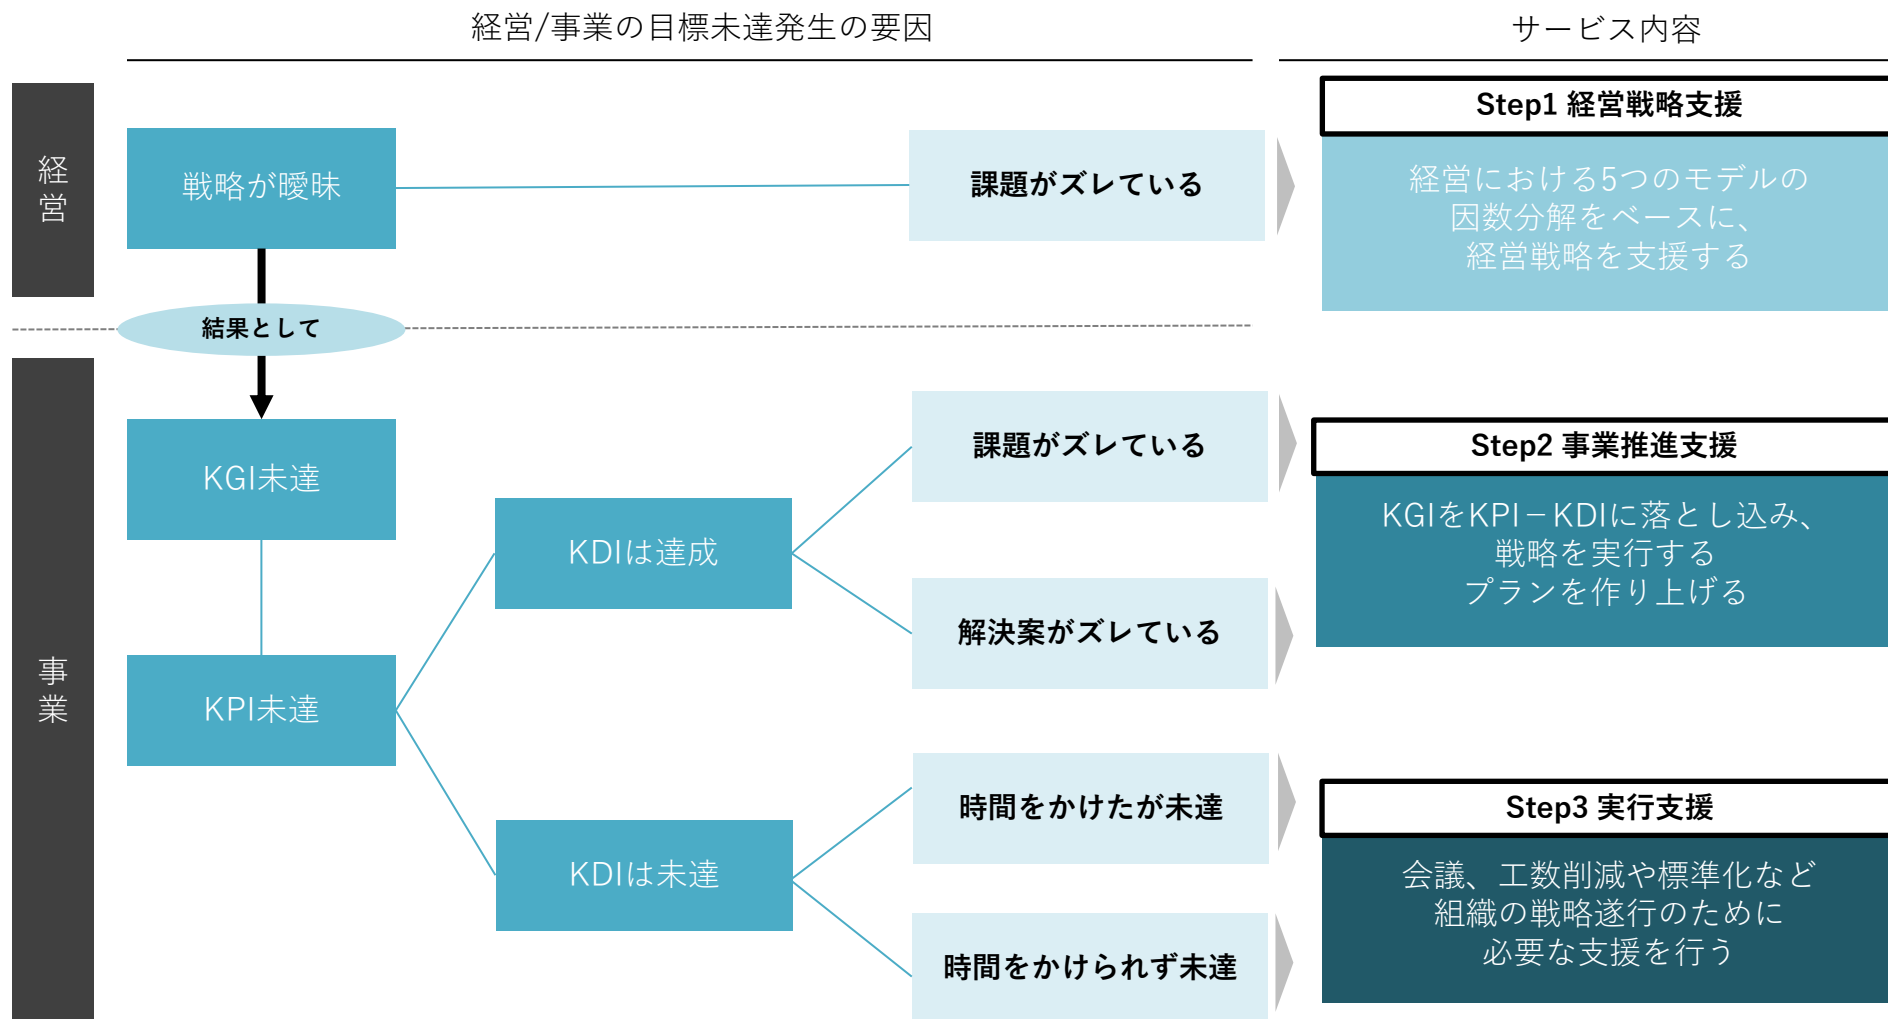 経営/事業の目標未達発生の要因
サービス内容
経営
戦略が曖昧
課題がズレている
Step1 経営戦略支援
経営における5つのモデルの
因数分解をベースに、
経営戦略を支援する
結果として
事業
KGI未達
KPI未達
KDIは達成
KDIは未達
課題がズレている
解決案がズレている
時間をかけたが未達
時間をかけられず未達
Step2 事業推進支援
KGIをKPI−KDIに落とし込み、
戦略を実行する
プランを作り上げる
Step3 実行支援
会議、工数削減や標準化など
組織の戦略遂行のために
必要な支援を行う